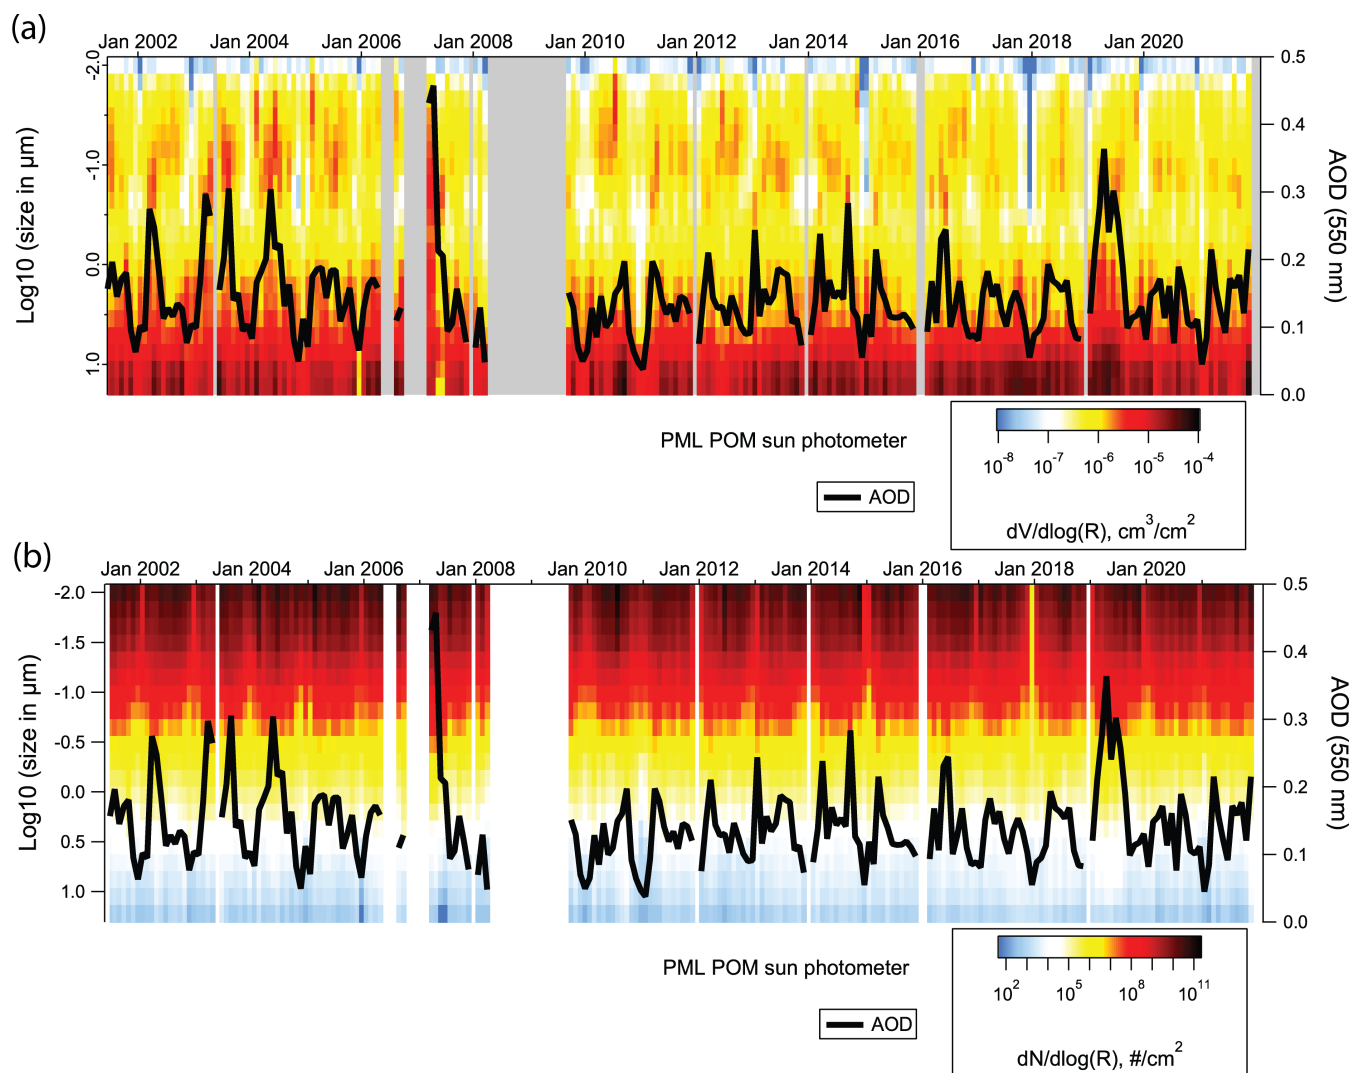 (a)
Jan 2002 Jan 2004 Jan 2006 Jan 2008 Jan 2010 Jan 2012 Jan 2014 Jan 2016 Jan 2018 Jan 2020
-2.0
-1.0
0.0
1.0
Log10 (size in μm)
0.5
0.4
0.3
0.2
0.1
0.0
AOD (550 nm)
PML POM sun photometer
AOD
10-8 10-7 10-6 10-5 10-4
dV/dlog(R), cm3/cm2
(b)
Jan 2002 Jan 2004 Jan 2006 Jan 2008 Jan 2010 Jan 2012 Jan 2014 Jan 2016 Jan 2018 Jan 2020
-2.0
-1.5
-1.0
-0.5
0.0
0.5
1.0
Log10 (size in μm)
0.5
0.4
0.3
0.2
0.1
0.0
AOD (550 nm)
PML POM sun photometer
AOD
102 105 108 1011
dN/dlog(R), #/cm2